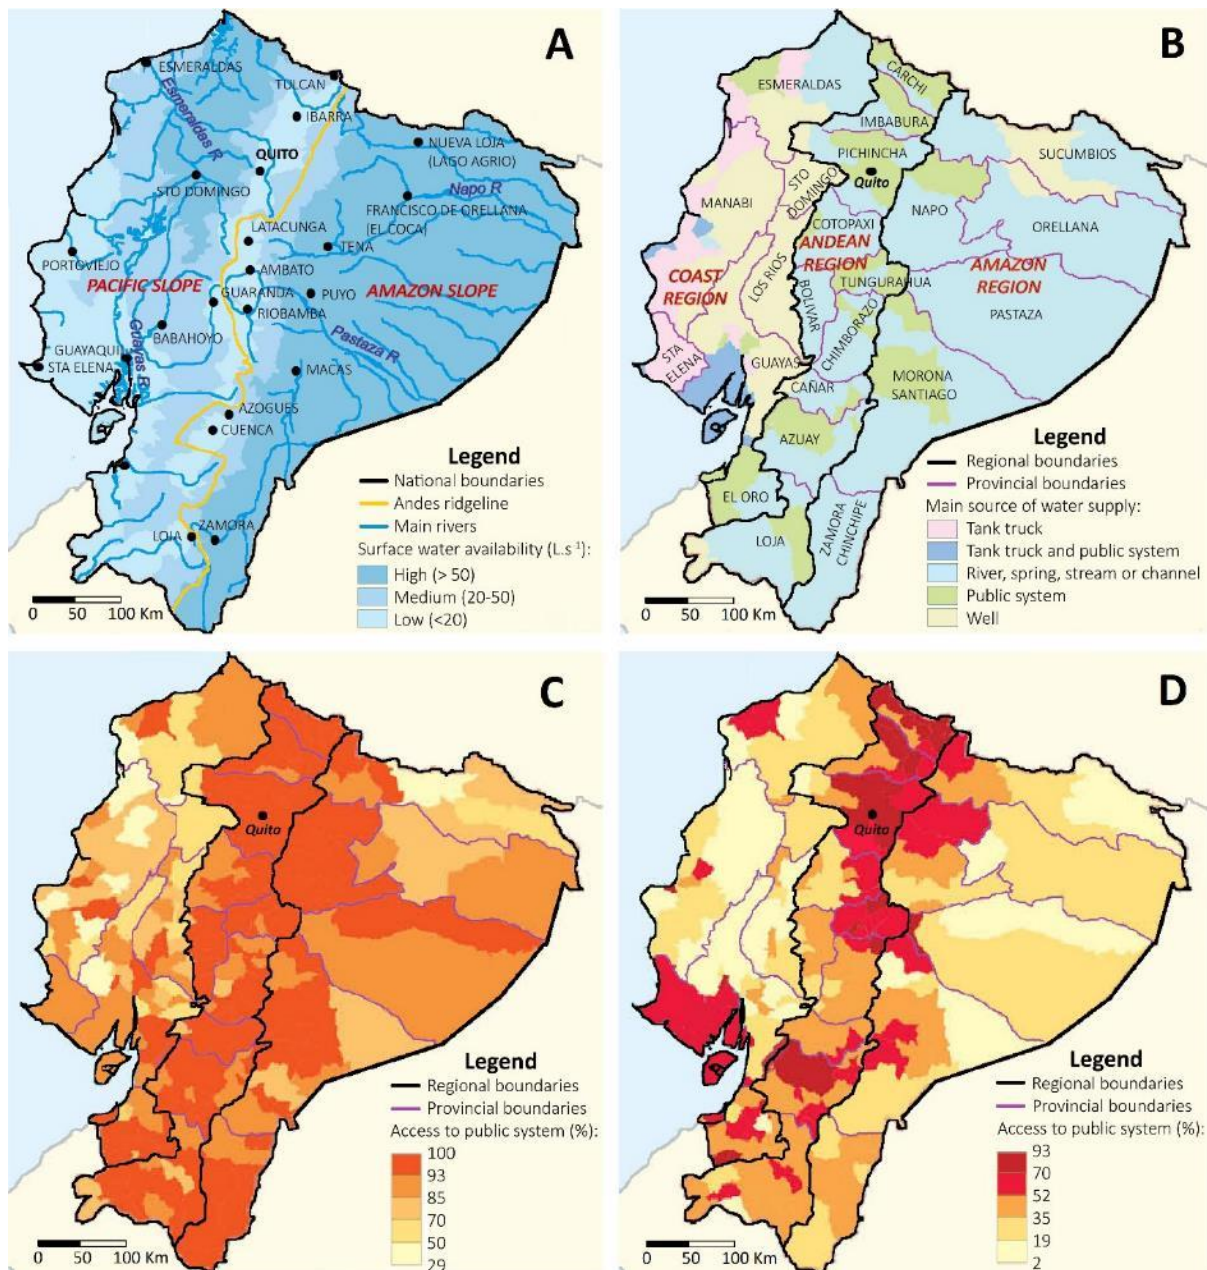 A
ESMERALDAS
TULCAN
Esmeraldas R
IBARRA
QUITO
NUEVA LOJA
(LAGO AGRIO)
STO DOMINGO
Napo R
FRANCISCO DE ORELLANA
(EL COCA)
LATACUNGA
TENA
PORTOVIEJO
AMBATO
PACIFIC SLOPE
GUARANDA
PUYO
AMAZON SLOPE
RIOBAMBA
BABAHOYO
Pastaza R
Guayas R
GUAYAQUI
STA ELENA
MACAS
AZOGUES
CUENCA
LOJA
ZAMORA
Legend
National boundaries
Andes ridgeline
Main rivers
Surface water availability (L.s⁻¹):
High (> 50)
Medium (20-50)
Low (<20)
0 50 100 Km
B
ESMERALDAS
CARCHI
IMBABURA
PICHINCHA
SUCUMBIOS
STO
DOMINGO
Quito
MANABI
NAPO
COTOPAXI
ORELLANA
ANDEAN
REGION
COAST
REGION
LOS RIOS
AMAZON
REGION
TUNGURAHUA
BOLIVAR
PASTAZA
CHIMBORAZO
STA
ELENA
GUAYAS
CAÑAR
MORONA
SANTIAGO
AZUAY
EL ORO
LOJA
ZAMORA
CHINCHIPE
Legend
Regional boundaries
Provincial boundaries
Main source of water supply:
Tank truck
Tank truck and public system
River, spring, stream or channel
Public system
Well
0 50 100 Km
C
Quito
Legend
Regional boundaries
Provincial boundaries
Access to public system (%):
100
93
85
70
50
29
0 50 100 Km
D
Quito
Legend
Regional boundaries
Provincial boundaries
Access to public system (%):
93
70
52
35
19
2
0 50 100 Km